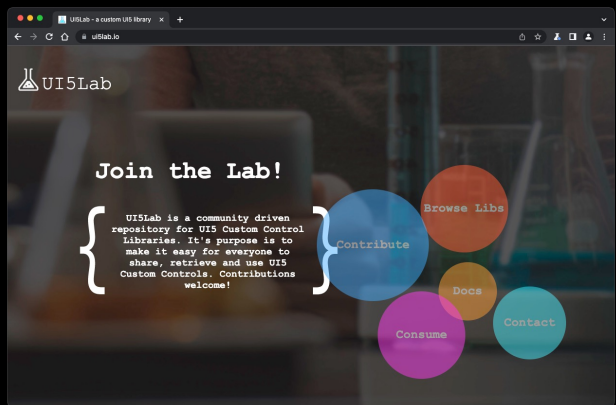 UI5Lab - a custom UI5 library
ui5lab.io
UI5Lab
Join the Lab!
UI5Lab is a community driven
repository for UI5 Custom Control
Libraries. It's purpose is to
make it easy for everyone to
share, retrieve and use UI5
Custom Controls. Contributions
welcome!
Browse Libs
Contribute
Docs
Contact
Consume